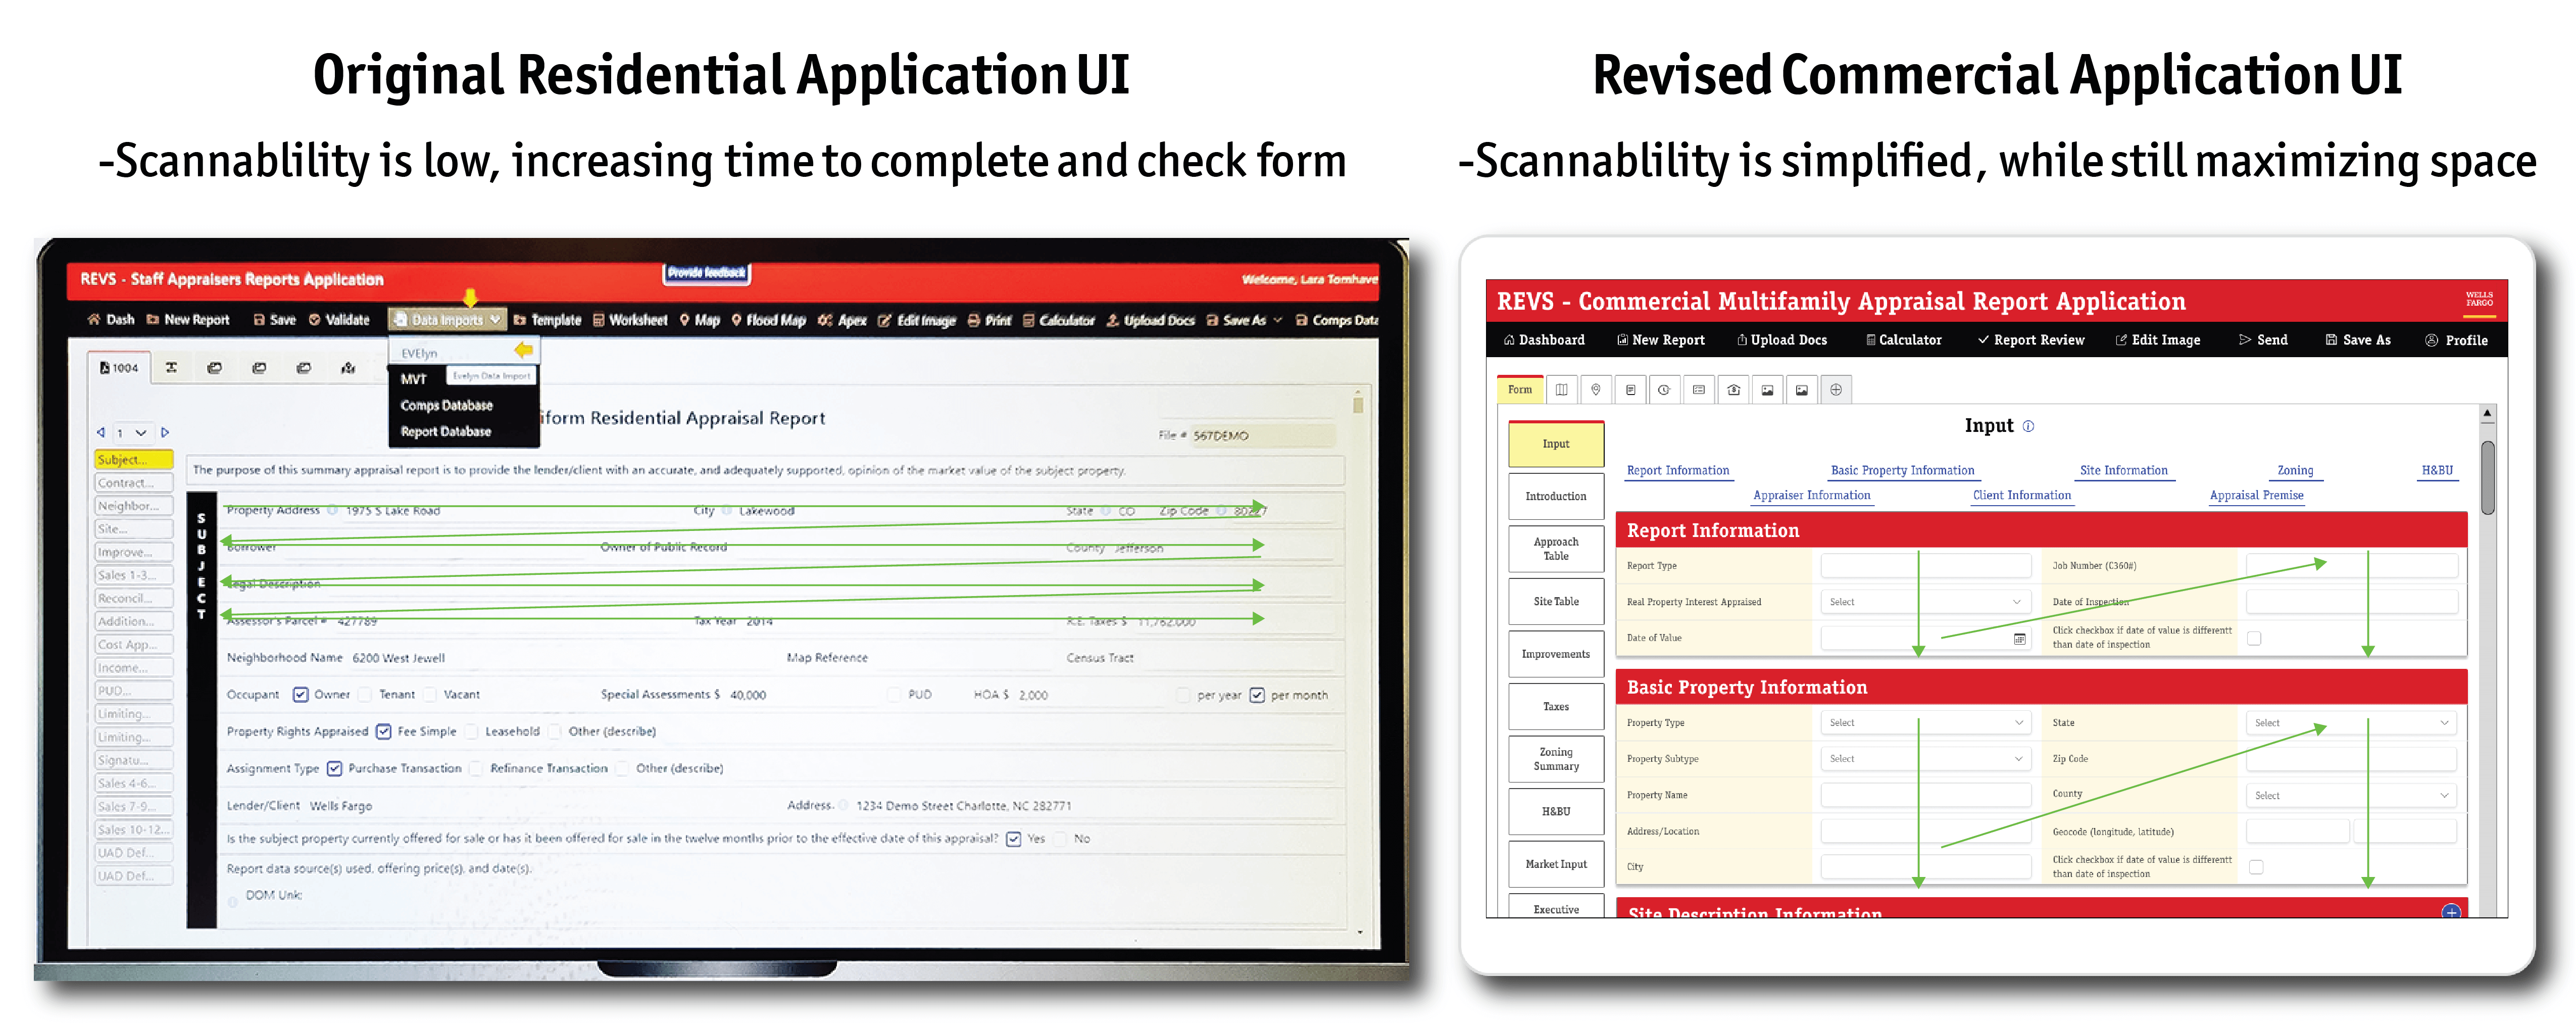 Original Residential Application UI
-Scannablility is low, increasing time to complete and check form
REVS - Staff Appraisers Reports Application
Provide feedback
Welcome, Lara Tomhave
Dash New Report Save Validate Data Imports Template Worksheet Map Flood Map Apex Edit Image Print Calculator Upload Docs Save As Comps Data
EVElyn
Evelyn Data Import
MVT
Comps Database
Report Database
1004
iform Residential Appraisal Report
File # 567DEMO
1
Subject...
Contract...
Neighbor...
Site...
Improve...
Sales 1-3...
Reconcil...
Addition...
Cost App...
Income...
PUD...
Limiting...
Limiting...
Signatu...
Sales 4-6...
Sales 7-9...
Sales 10-12...
UAD Def...
UAD Def...
The purpose of this summary appraisal report is to provide the lender/client with an accurate, and adequately supported, opinion of the market value of the subject property.
SUBJECT
Property Address 1975 S Lake Road City Lakewood State CO Zip Code 80227
Borrower Owner of Public Record County Jefferson
Legal Description
Assessor's Parcel # 427789 Tax Year 2014 R.E. Taxes $ 11,762,000
Neighborhood Name 6200 West Jewell Map Reference Census Tract
Occupant Owner Tenant Vacant Special Assessments $ 40,000 PUD HOA $ 2,000 per year per month
Property Rights Appraised Fee Simple Leasehold Other (describe)
Assignment Type Purchase Transaction Refinance Transaction Other (describe)
Lender/Client Wells Fargo Address. 1234 Demo Street Charlotte, NC 282771
Is the subject property currently offered for sale or has it been offered for sale in the twelve months prior to the effective date of this appraisal? Yes No
Report data source(s) used, offering price(s), and date(s).
DOM Unk:
Revised Commercial Application UI
-Scannablility is simplified, while still maximizing space
REVS - Commercial Multifamily Appraisal Report Application
WELLS
FARGO
Dashboard New Report Upload Docs Calculator Report Review Edit Image Send Save As Profile
Form
Input
Introduction
Approach
Table
Site Table
Improvements
Taxes
Zoning
Summary
H&BU
Market Input
Executive
Input
Report Information Basic Property Information Site Information Zoning H&BU
Appraiser Information Client Information Appraisal Premise
Report Information
Report Type Job Number (C360#)
Real Property Interest Appraised Select Date of Inspection
Date of Value Click checkbox if date of value is differentt
than date of inspection
Basic Property Information
Property Type Select State Select
Property Subtype Select Zip Code
Property Name County Select
Address/Location Geocode (longitude, latitude)
City Click checkbox if date of value is differentt
than date of inspection
Site Description Information